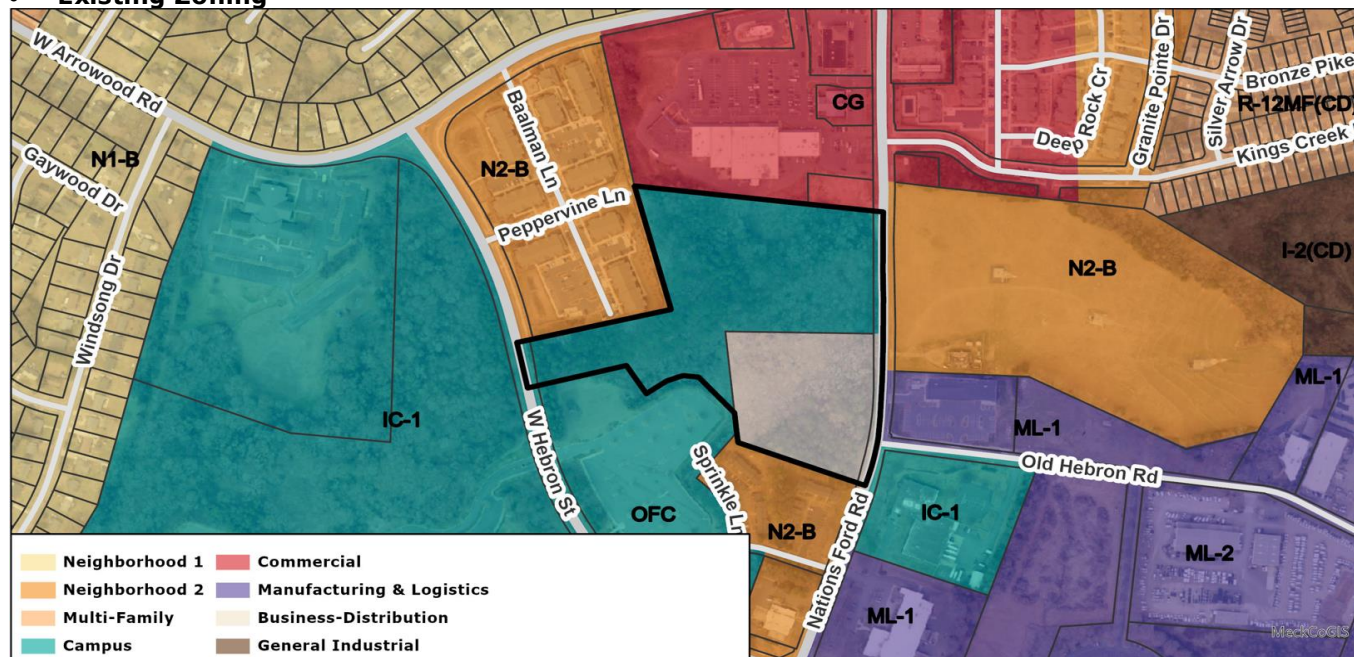 • Existing Zoning
W Arrowood Rd
N1-B
Gaywood Dr
Windsong Dr
IC-1
N2-B
Baalman Ln
Peppervine Ln
CG
Deep Rock Cr
Granite Pointe Dr
Silver Arrow Dr
Bronze Pike
R-12MF(CD)
Kings Creek
I-2(CD)
N2-B
ML-1
ML-1
Old Hebron Rd
W Hebron St
OFC
Sprinkle Ln
N2-B
Nations Ford Rd
IC-1
ML-2
ML-1
Neighborhood 1
Neighborhood 2
Multi-Family
Campus
Commercial
Manufacturing & Logistics
Business-Distribution
General Industrial
MeckCoGIS